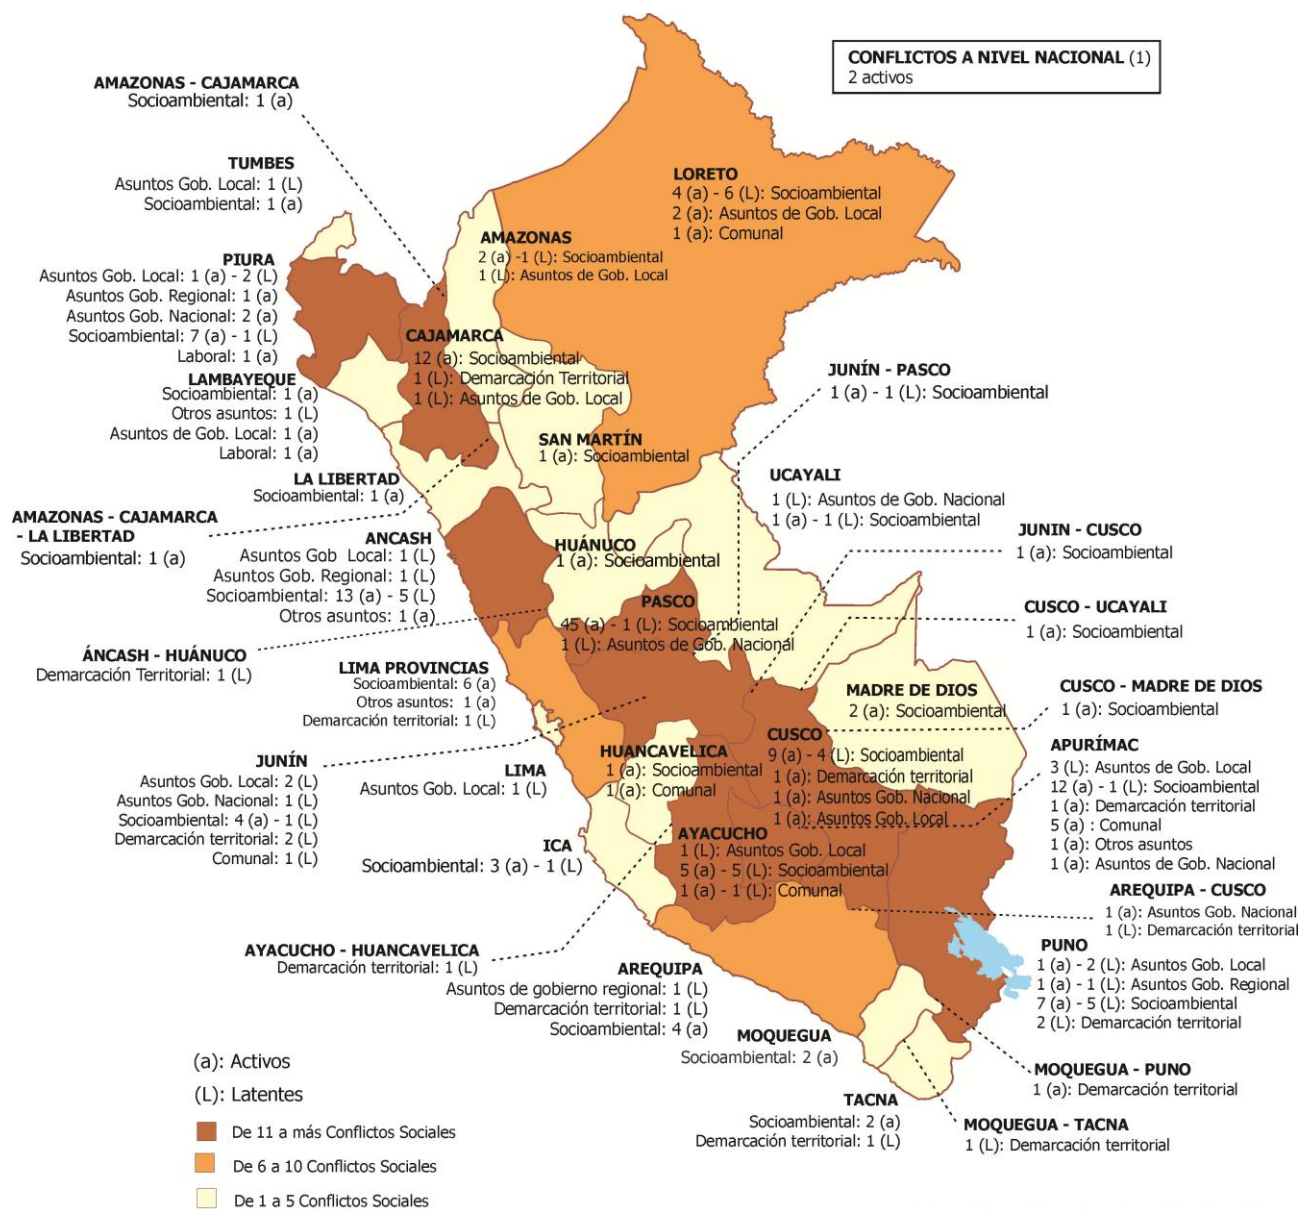 CONFLICTOS A NIVEL NACIONAL (1)
2 activos
AMAZONAS - CAJAMARCA
Socioambiental: 1 (a)
TUMBES
Asuntos Gob. Local: 1 (L)
Socioambiental: 1 (a)
LORETO
4 (a) - 6 (L): Socioambiental
2 (a): Asuntos de Gob. Local
1 (a): Comunal
AMAZONAS
2 (a) -1 (L): Socioambiental
1 (L): Asuntos de Gob. Local
PIURA
Asuntos Gob. Local: 1 (a) - 2 (L)
Asuntos Gob. Regional: 1 (a)
Asuntos Gob. Nacional: 2 (a)
Socioambiental: 7 (a) - 1 (L)
Laboral: 1 (a)
CAJAMARCA
12 (a): Socioambiental
1 (L): Demarcación Territorial
1 (L): Asuntos de Gob. Local
LAMBAYEQUE
Socioambiental: 1 (a)
Otros asuntos: 1 (L)
Asuntos de Gob. Local: 1 (a)
Laboral: 1 (a)
JUNÍN - PASCO
1 (a) - 1 (L): Socioambiental
SAN MARTÍN
1 (a): Socioambiental
LA LIBERTAD
Socioambiental: 1 (a)
UCAYALI
1 (L): Asuntos de Gob. Nacional
1 (a) - 1 (L): Socioambiental
AMAZONAS - CAJAMARCA
- LA LIBERTAD
Socioambiental: 1 (a)
ANCASH
Asuntos Gob Local: 1 (L)
Asuntos Gob. Regional: 1 (L)
Socioambiental: 13 (a) - 5 (L)
Otros asuntos: 1 (a)
HUÁNUCO
1 (a): Socioambiental
JUNIN - CUSCO
1 (a): Socioambiental
PASCO
45 (a) - 1 (L): Socioambiental
1 (L): Asuntos de Gob. Nacional
CUSCO - UCAYALI
1 (a): Socioambiental
ÁNCASH - HUÁNUCO
Demarcación Territorial: 1 (L)
LIMA PROVINCIAS
Socioambiental: 6 (a)
Otros asuntos: 1 (a)
Demarcación territorial: 1 (L)
MADRE DE DIOS
2 (a): Socioambiental
CUSCO - MADRE DE DIOS
1 (a): Socioambiental
JUNÍN
Asuntos Gob. Local: 2 (L)
Asuntos Gob. Nacional: 1 (L)
Socioambiental: 4 (a) - 1 (L)
Demarcación territorial: 2 (L)
Comunal: 1 (L)
LIMA
Asuntos Gob. Local: 1 (L)
HUANCAVELICA
1 (a): Socioambiental
1 (a): Comunal
CUSCO
9 (a) - 4 (L): Socioambiental
1 (a): Demarcación territorial
1 (a): Asuntos Gob. Nacional
1 (a): Asuntos Gob. Local
APURÍMAC
3 (L): Asuntos de Gob. Local
12 (a) - 1 (L): Socioambiental
1 (a): Demarcación territorial
5 (a) : Comunal
1 (a): Otros asuntos
1 (a): Asuntos de Gob. Nacional
ICA
Socioambiental: 3 (a) - 1 (L)
AYACUCHO
1 (L): Asuntos Gob. Local
5 (a) - 5 (L): Socioambiental
1 (a) - 1 (L): Comunal
AREQUIPA - CUSCO
1 (a): Asuntos Gob. Nacional
1 (L): Demarcación territorial
AYACUCHO - HUANCAVELICA
Demarcación territorial: 1 (L)
AREQUIPA
Asuntos de gobierno regional: 1 (L)
Demarcación territorial: 1 (L)
Socioambiental: 4 (a)
PUNO
1 (a) - 2 (L): Asuntos Gob. Local
1 (a) - 1 (L): Asuntos Gob. Regional
7 (a) - 5 (L): Socioambiental
2 (L): Demarcación territorial
MOQUEGUA
Socioambiental: 2 (a)
MOQUEGUA - PUNO
1 (a): Demarcación territorial
TACNA
Socioambiental: 2 (a)
Demarcación territorial: 1 (L)
MOQUEGUA - TACNA
1 (L): Demarcación territorial
(a): Activos
(L): Latentes
De 11 a más Conflictos Sociales
De 6 a 10 Conflictos Sociales
De 1 a 5 Conflictos Sociales